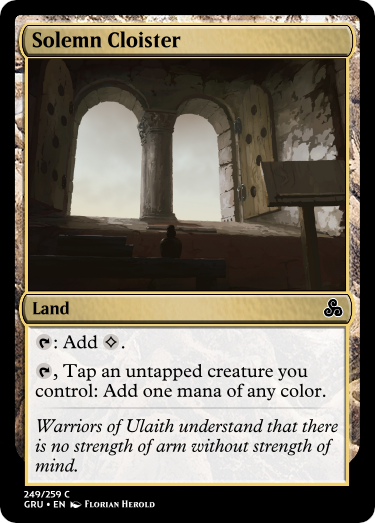 Solemn Cloister
Land
: Add .
, Tap an untapped creature you
control: Add one mana of any color.
Warriors of Ulaith understand that there
is no strength of arm without strength of
mind.
249/259 C
GRU • EN Florian Herold